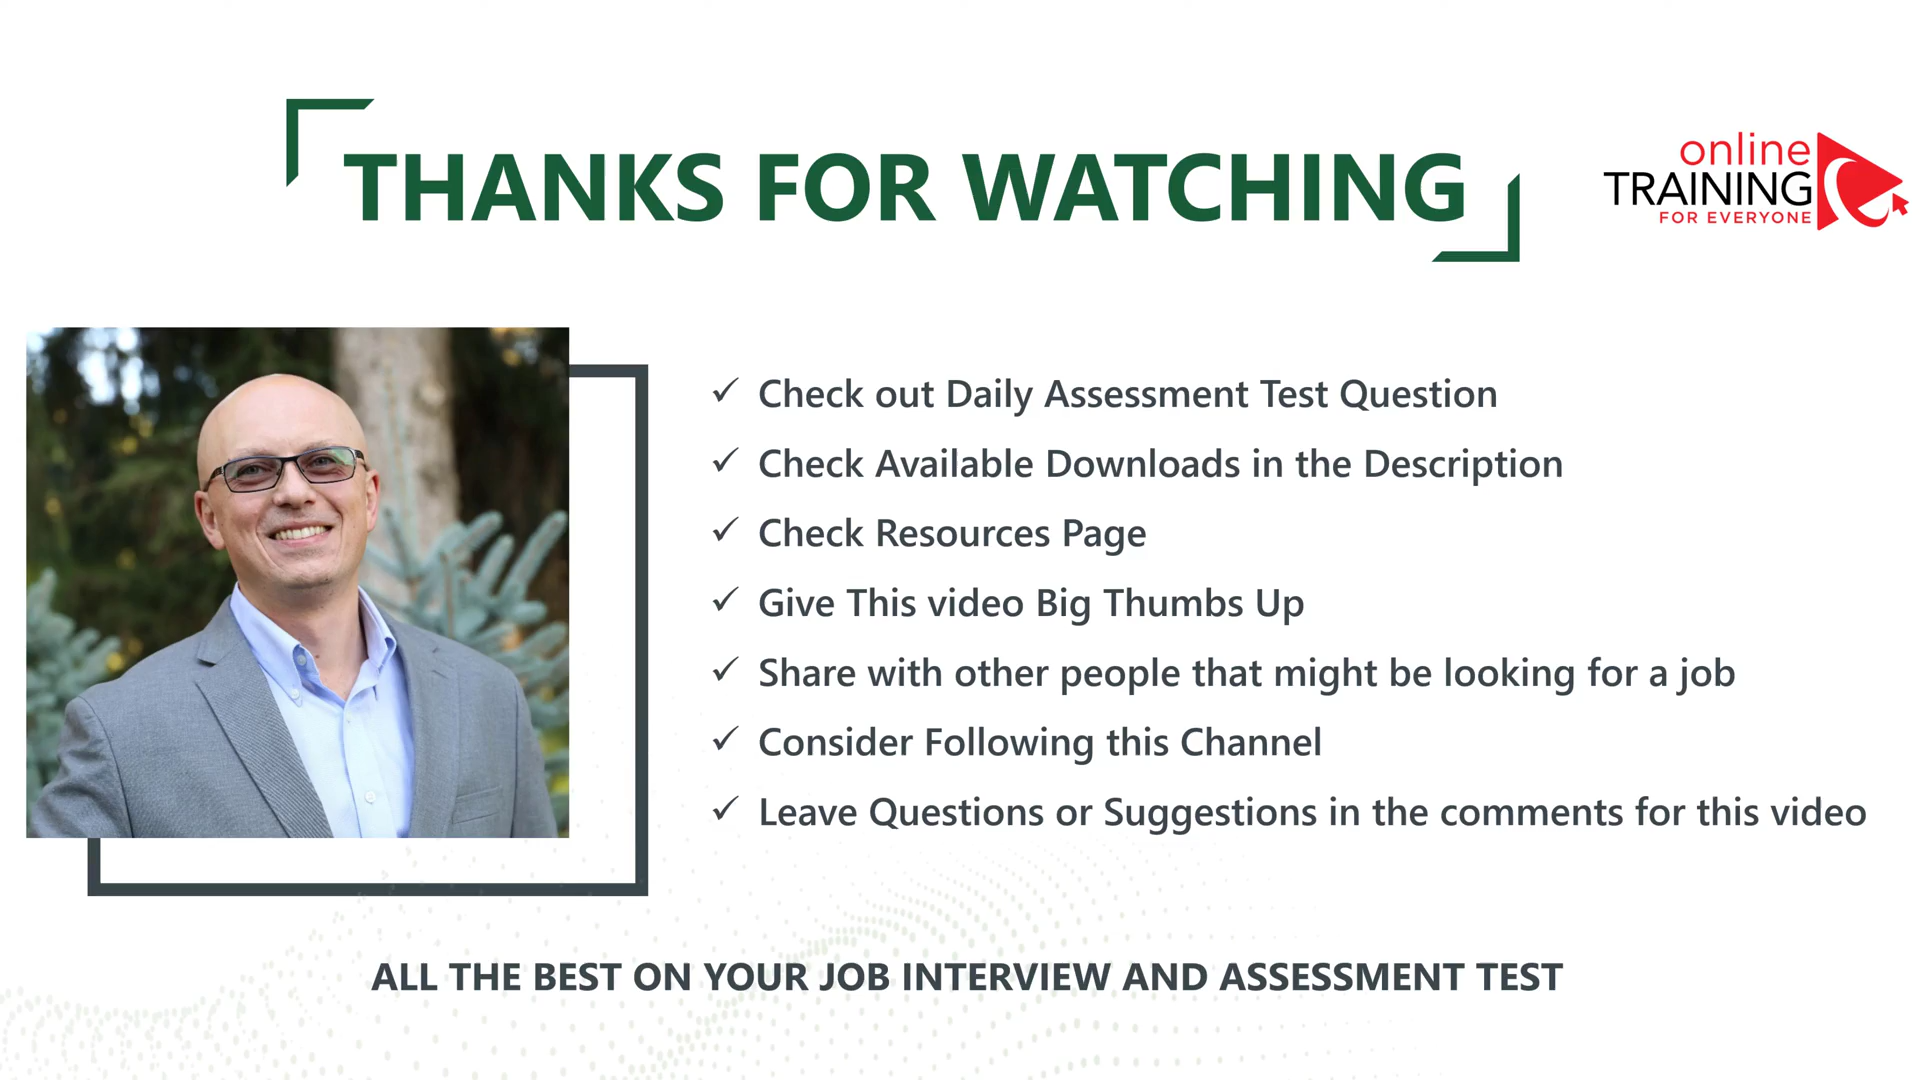 THANKS FOR WATCHING
online
TRAINING
FOR EVERYONE
Check out Daily Assessment Test Question
Check Available Downloads in the Description
Check Resources Page
Give This video Big Thumbs Up
Share with other people that might be looking for a job
Consider Following this Channel
Leave Questions or Suggestions in the comments for this video
ALL THE BEST ON YOUR JOB INTERVIEW AND ASSESSMENT TEST